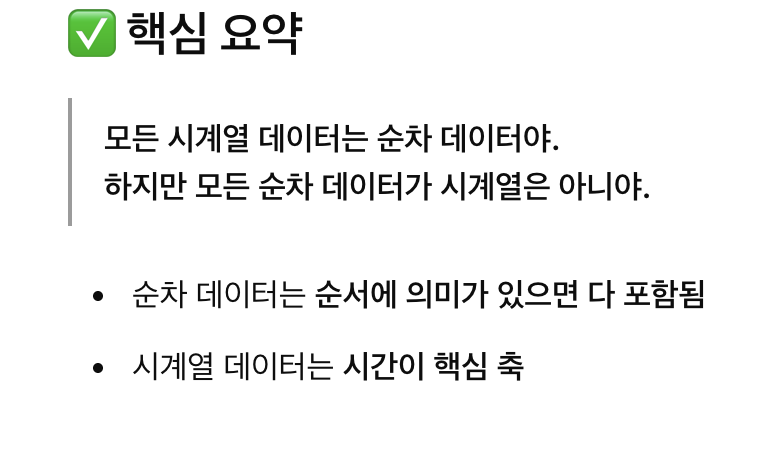 ✅ 핵심 요약
모든 시계열 데이터는 순차 데이터야.
하지만 모든 순차 데이터가 시계열은 아니야.
• 순차 데이터는 순서에 의미가 있으면 다 포함됨
• 시계열 데이터는 시간이 핵심 축